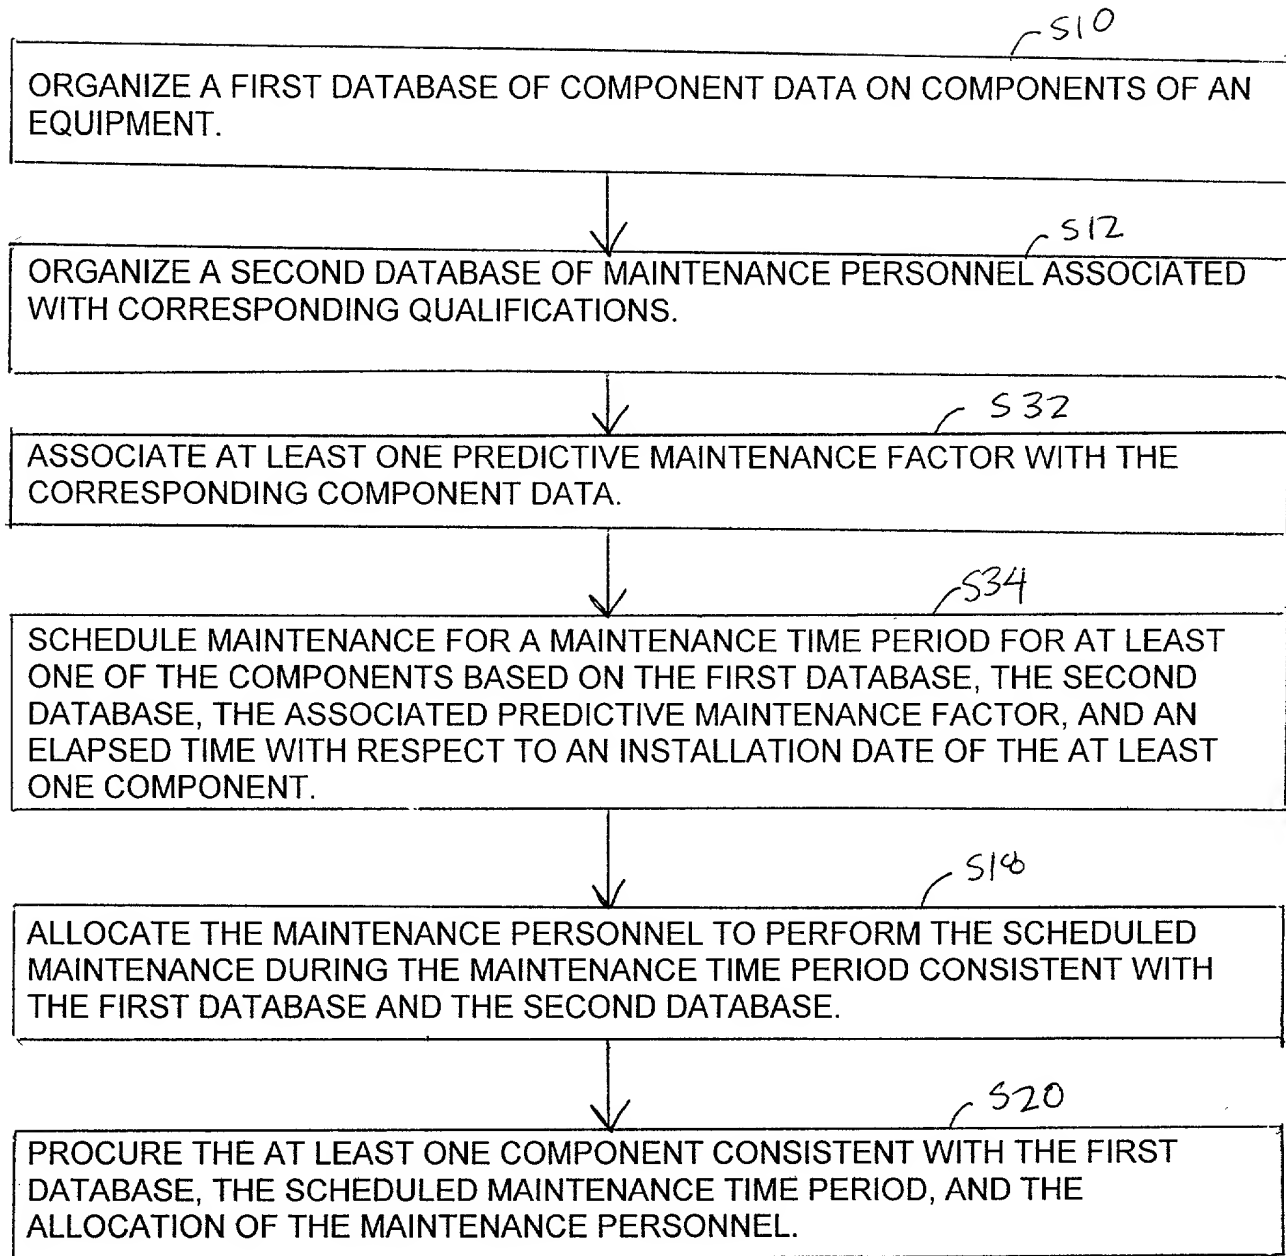 S10
ORGANIZE A FIRST DATABASE OF COMPONENT DATA ON COMPONENTS OF AN
EQUIPMENT.
S12
ORGANIZE A SECOND DATABASE OF MAINTENANCE PERSONNEL ASSOCIATED
WITH CORRESPONDING QUALIFICATIONS.
S32
ASSOCIATE AT LEAST ONE PREDICTIVE MAINTENANCE FACTOR WITH THE
CORRESPONDING COMPONENT DATA.
S34
SCHEDULE MAINTENANCE FOR A MAINTENANCE TIME PERIOD FOR AT LEAST
ONE OF THE COMPONENTS BASED ON THE FIRST DATABASE, THE SECOND
DATABASE, THE ASSOCIATED PREDICTIVE MAINTENANCE FACTOR, AND AN
ELAPSED TIME WITH RESPECT TO AN INSTALLATION DATE OF THE AT LEAST
ONE COMPONENT.
S18
ALLOCATE THE MAINTENANCE PERSONNEL TO PERFORM THE SCHEDULED
MAINTENANCE DURING THE MAINTENANCE TIME PERIOD CONSISTENT WITH
THE FIRST DATABASE AND THE SECOND DATABASE.
S20
PROCURE THE AT LEAST ONE COMPONENT CONSISTENT WITH THE FIRST
DATABASE, THE SCHEDULED MAINTENANCE TIME PERIOD, AND THE
ALLOCATION OF THE MAINTENANCE PERSONNEL.